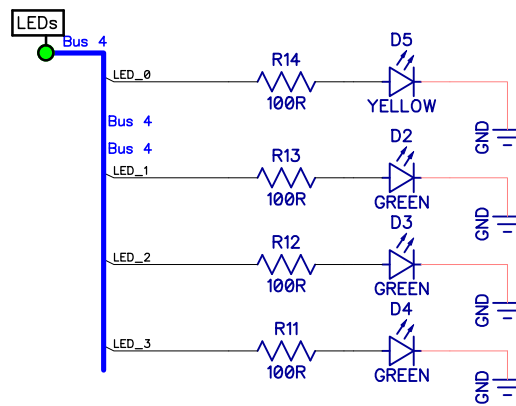 LEDs
Bus 4
LED_0
R14
100R
D5
YELLOW
GND
Bus 4
Bus 4
LED_1
R13
100R
D2
GREEN
GND
LED_2
R12
100R
D3
GREEN
GND
LED_3
R11
100R
D4
GREEN
GND